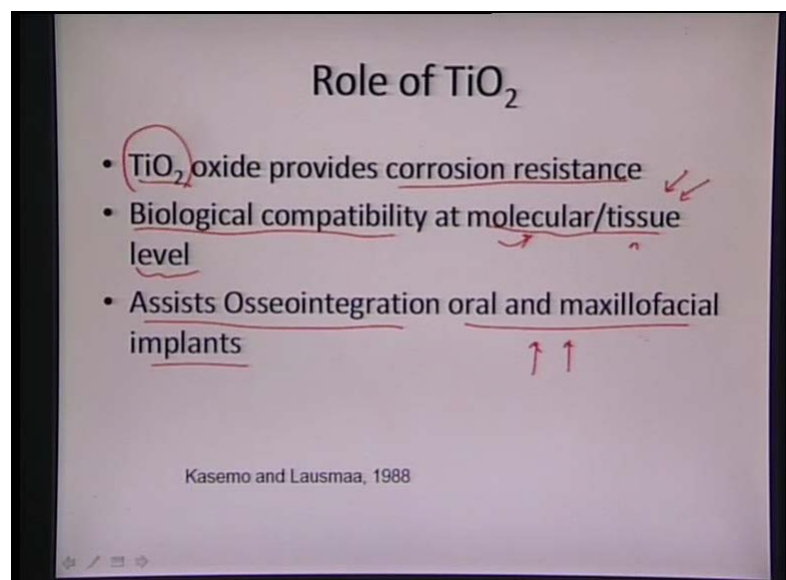 Role of TiO₂
• TiO₂ oxide provides corrosion resistance
• Biological compatibility at molecular/tissue
level
• Assists Osseointegration oral and maxillofacial
implants
Kasemo and Lausmaa, 1988